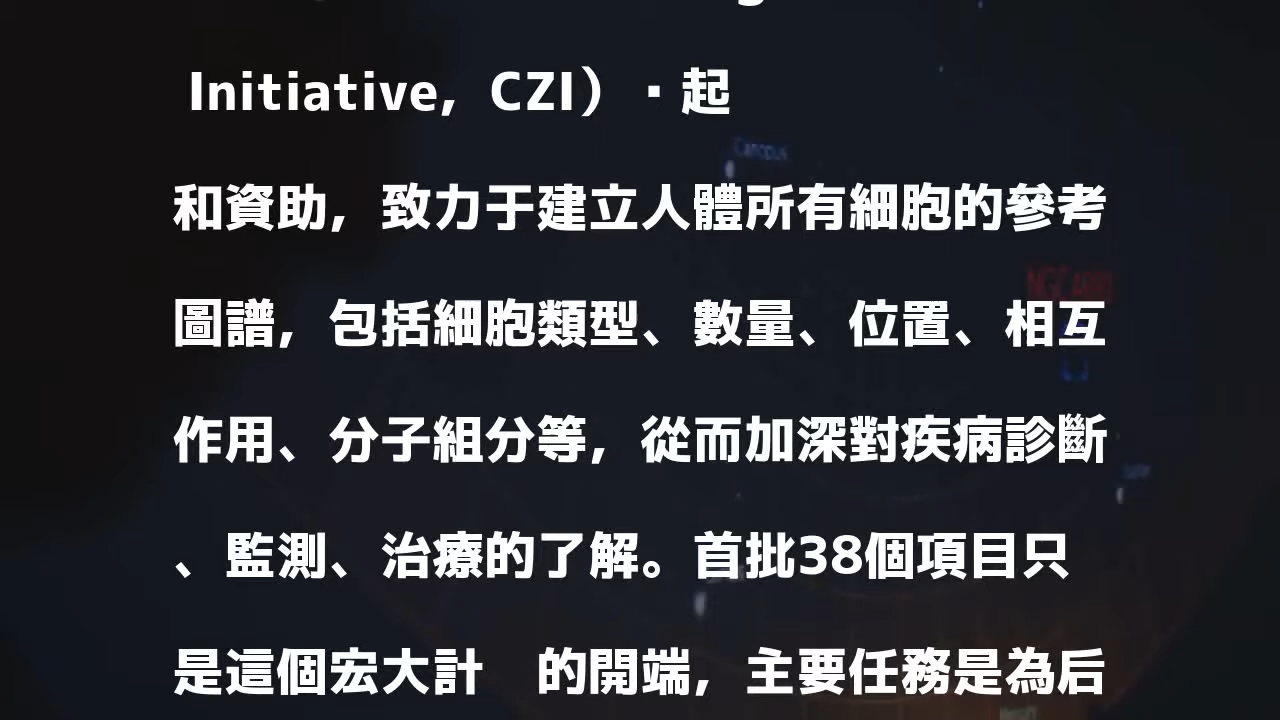 Initiative, CZI）·起
和資助，致力于建立人體所有細胞的參考
圖譜，包括細胞類型、數量、位置、相互
作用、分子組分等，從而加深對疾病診斷
、監測、治療的了解。首批38個項目只
是這個宏大計　的開端，主要任務是為后
Canopus